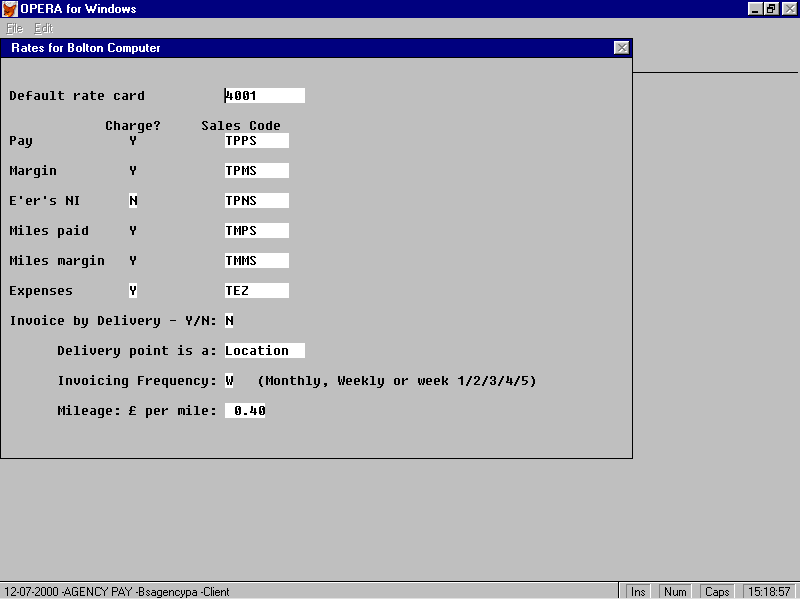 OPERA for Windows
File Edit
Rates for Bolton Computer
Default rate card 4001
Charge? Sales Code
Pay Y TPPS
Margin Y TPMS
E'er's NI N TPNS
Miles paid Y TMPS
Miles margin Y TMMS
Expenses Y TEZ
Invoice by Delivery - Y/N: N
Delivery point is a: Location
Invoicing Frequency: W (Monthly, Weekly or week 1/2/3/4/5)
Mileage: £ per mile: 0.40
12-07-2000 -AGENCY PAY -Bsagencypa -Client Ins Num Caps 15:18:57